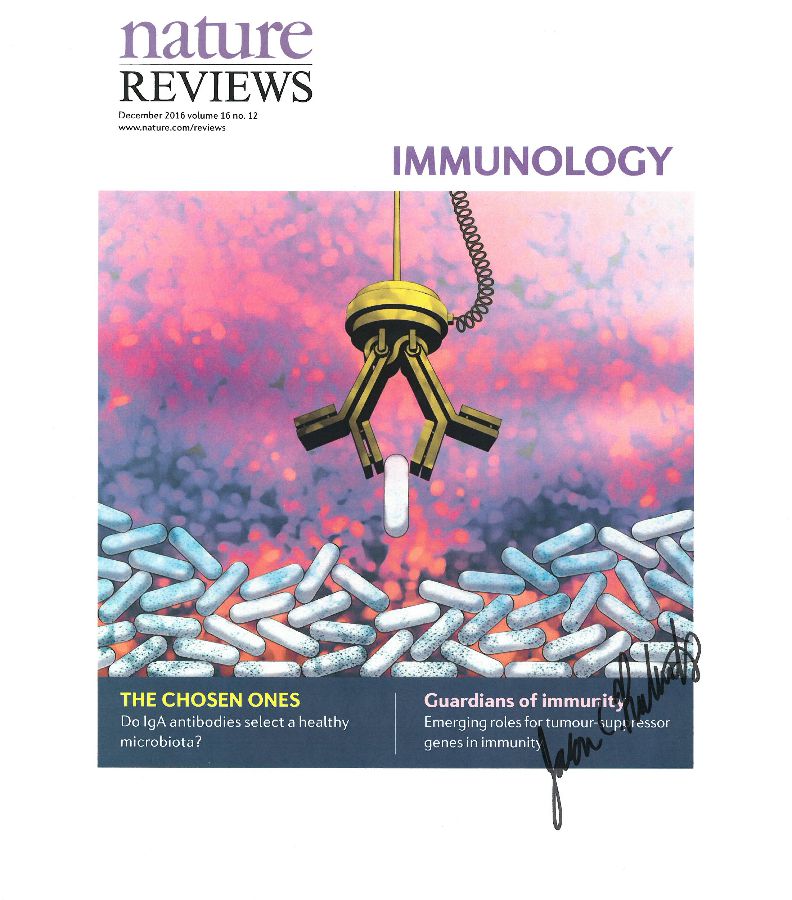 nature
REVIEWS
December 2016 volume 16 no. 12
www.nature.com/reviews
IMMUNOLOGY
THE CHOSEN ONES
Do IgA antibodies select a healthy
microbiota?
Guardians of immunity
Emerging roles for tumour-suppressor
genes in immunity
Jason